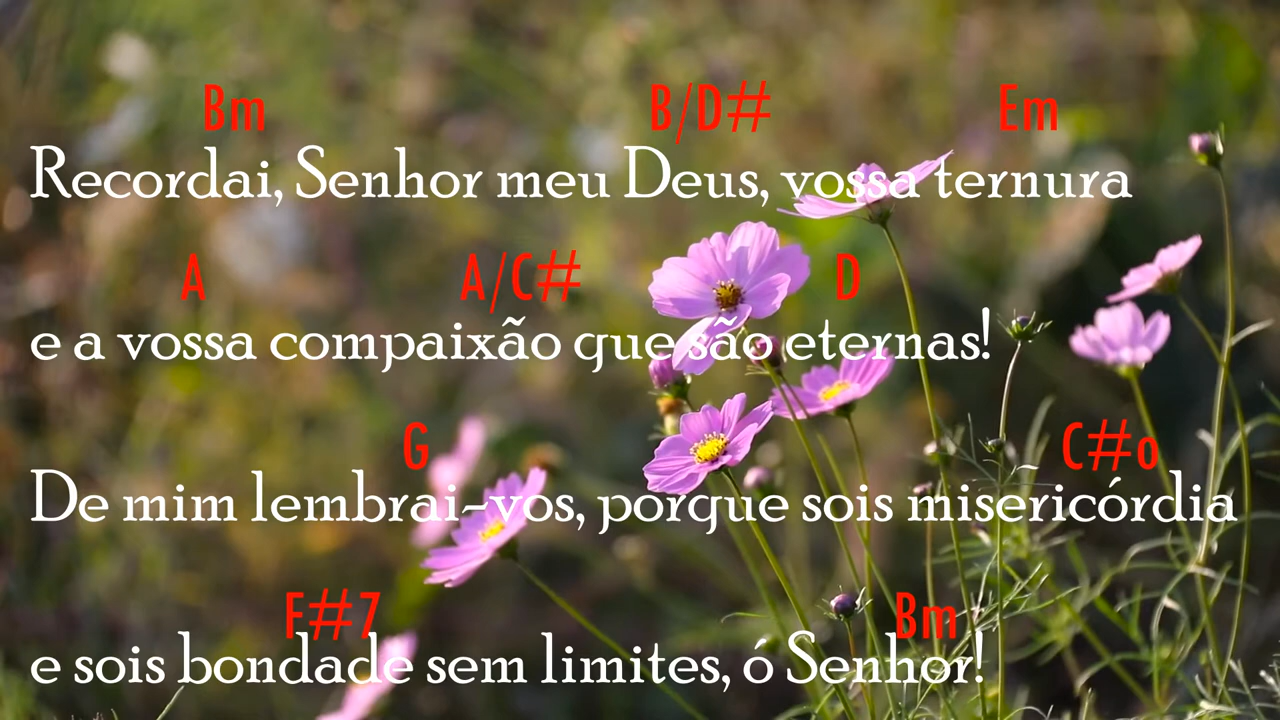 Bm B/D# Em
Recordai, Senhor meu Deus, vossa ternura
A A/C# D
e a vossa compaixão que são eternas!
G C#o
De mim lembrai-vos, porque sois misericórdia
F#7 Bm
e sois bondade sem limites, ó Senhor!